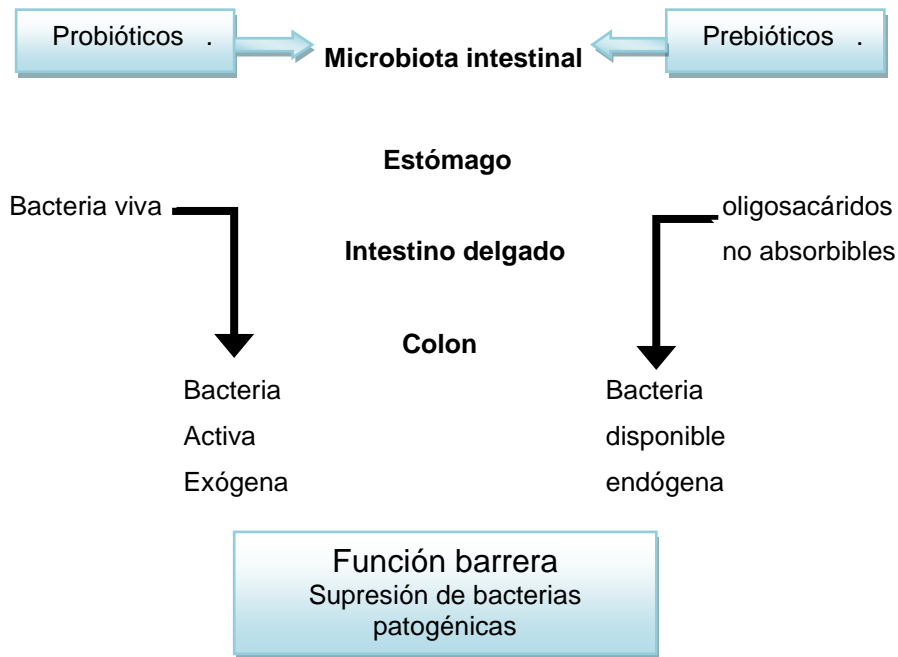 Probióticos .
Prebióticos .
Microbiota intestinal
Estómago
Bacteria viva
oligosacáridos
no absorbibles
Intestino delgado
Colon
Bacteria
Activa
Exógena
Bacteria
disponible
endógena
Función barrera
Supresión de bacterias
patogénicas